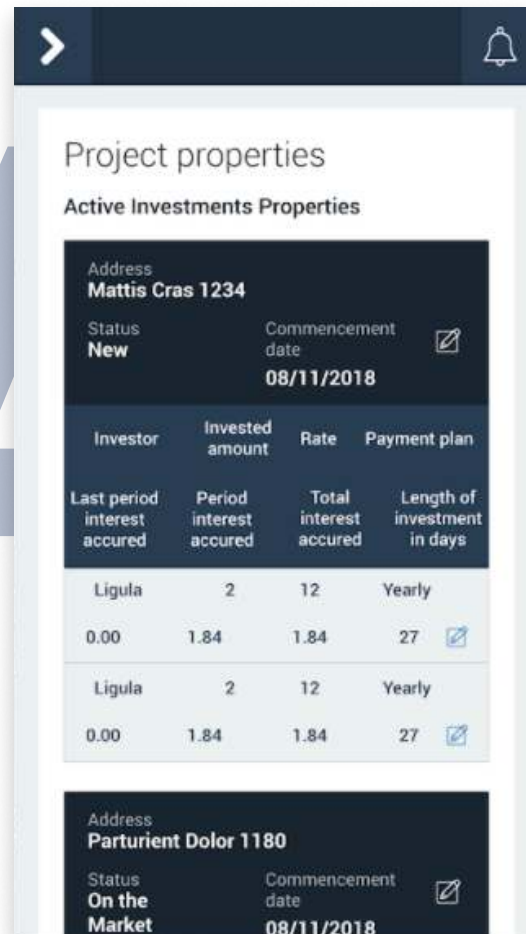 Project properties
Active Investments Properties
Address
Mattis Cras 1234
Status
New
Commencement
date
08/11/2018
Investor Invested amount Rate Payment plan
Last period interest accured Period interest accured Total interest accured Length of investment in days
Ligula 2 12 Yearly
0.00 1.84 1.84 27
Ligula 2 12 Yearly
0.00 1.84 1.84 27
Address
Parturient Dolor 1180
Status
On the
Market
Commencement
date
08/11/2018